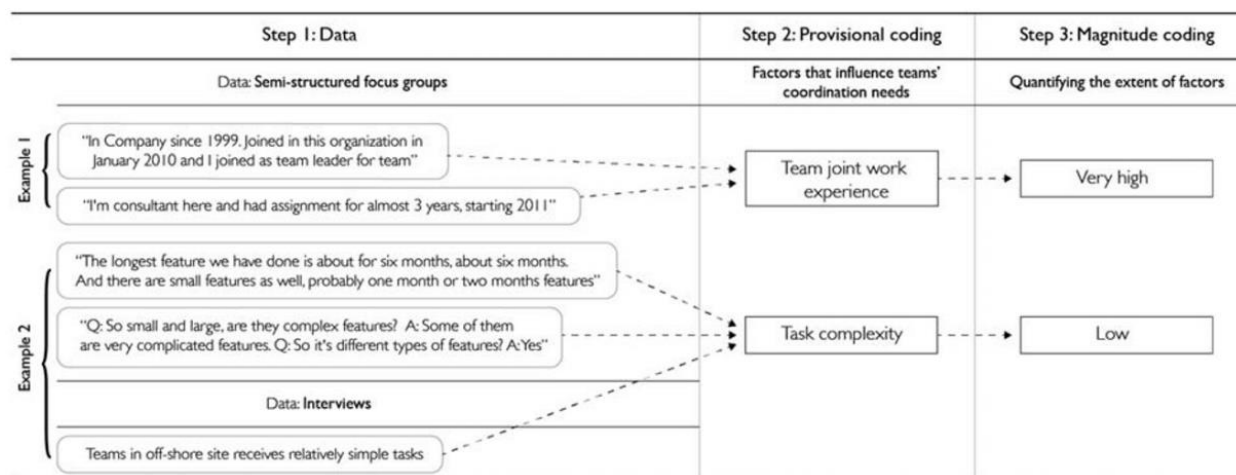 Step 1: Data
Step 2: Provisional coding
Step 3: Magnitude coding
Data: Semi-structured focus groups
Factors that influence teams'
coordination needs
Quantifying the extent of factors
Example 1
"In Company since 1999. Joined in this organization in
January 2010 and I joined as team leader for team"
"I'm consultant here and had assignment for almost 3 years, starting 2011"
Team joint work
experience
Very high
Example 2
"The longest feature we have done is about for six months, about six months.
And there are small features as well, probably one month or two months features"
"Q: So small and large, are they complex features? A: Some of them
are very complicated features. Q: So it's different types of features? A: Yes"
Task complexity
Low
Data: Interviews
Teams in off-shore site receives relatively simple tasks